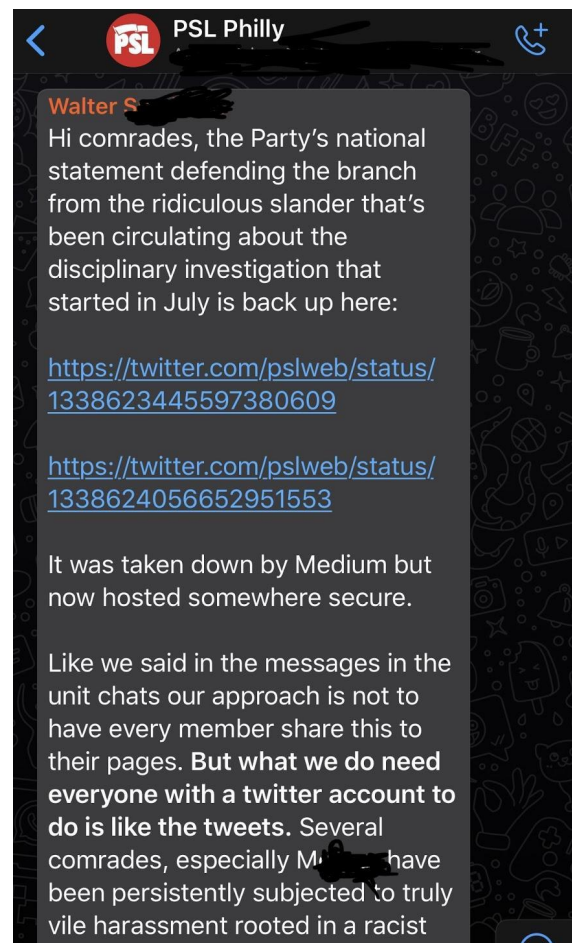 PSL Philly
PSL
Walter S
Hi comrades, the Party's national
statement defending the branch
from the ridiculous slander that's
been circulating about the
disciplinary investigation that
started in July is back up here:
https://twitter.com/pslweb/status/
1338623445597380609
https://twitter.com/pslweb/status/
1338624056652951553
It was taken down by Medium but
now hosted somewhere secure.
Like we said in the messages in the
unit chats our approach is not to
have every member share this to
their pages. But what we do need
everyone with a twitter account to
do is like the tweets. Several
comrades, especially M have
been persistently subjected to truly
vile harassment rooted in a racist